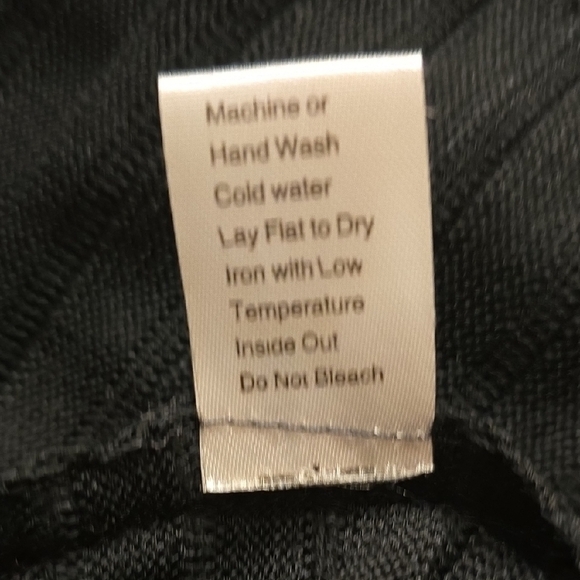 Machine or
Hand Wash
Cold water
Lay Flat to Dry
Iron with Low
Temperature
Inside Out
Do Not Bleach